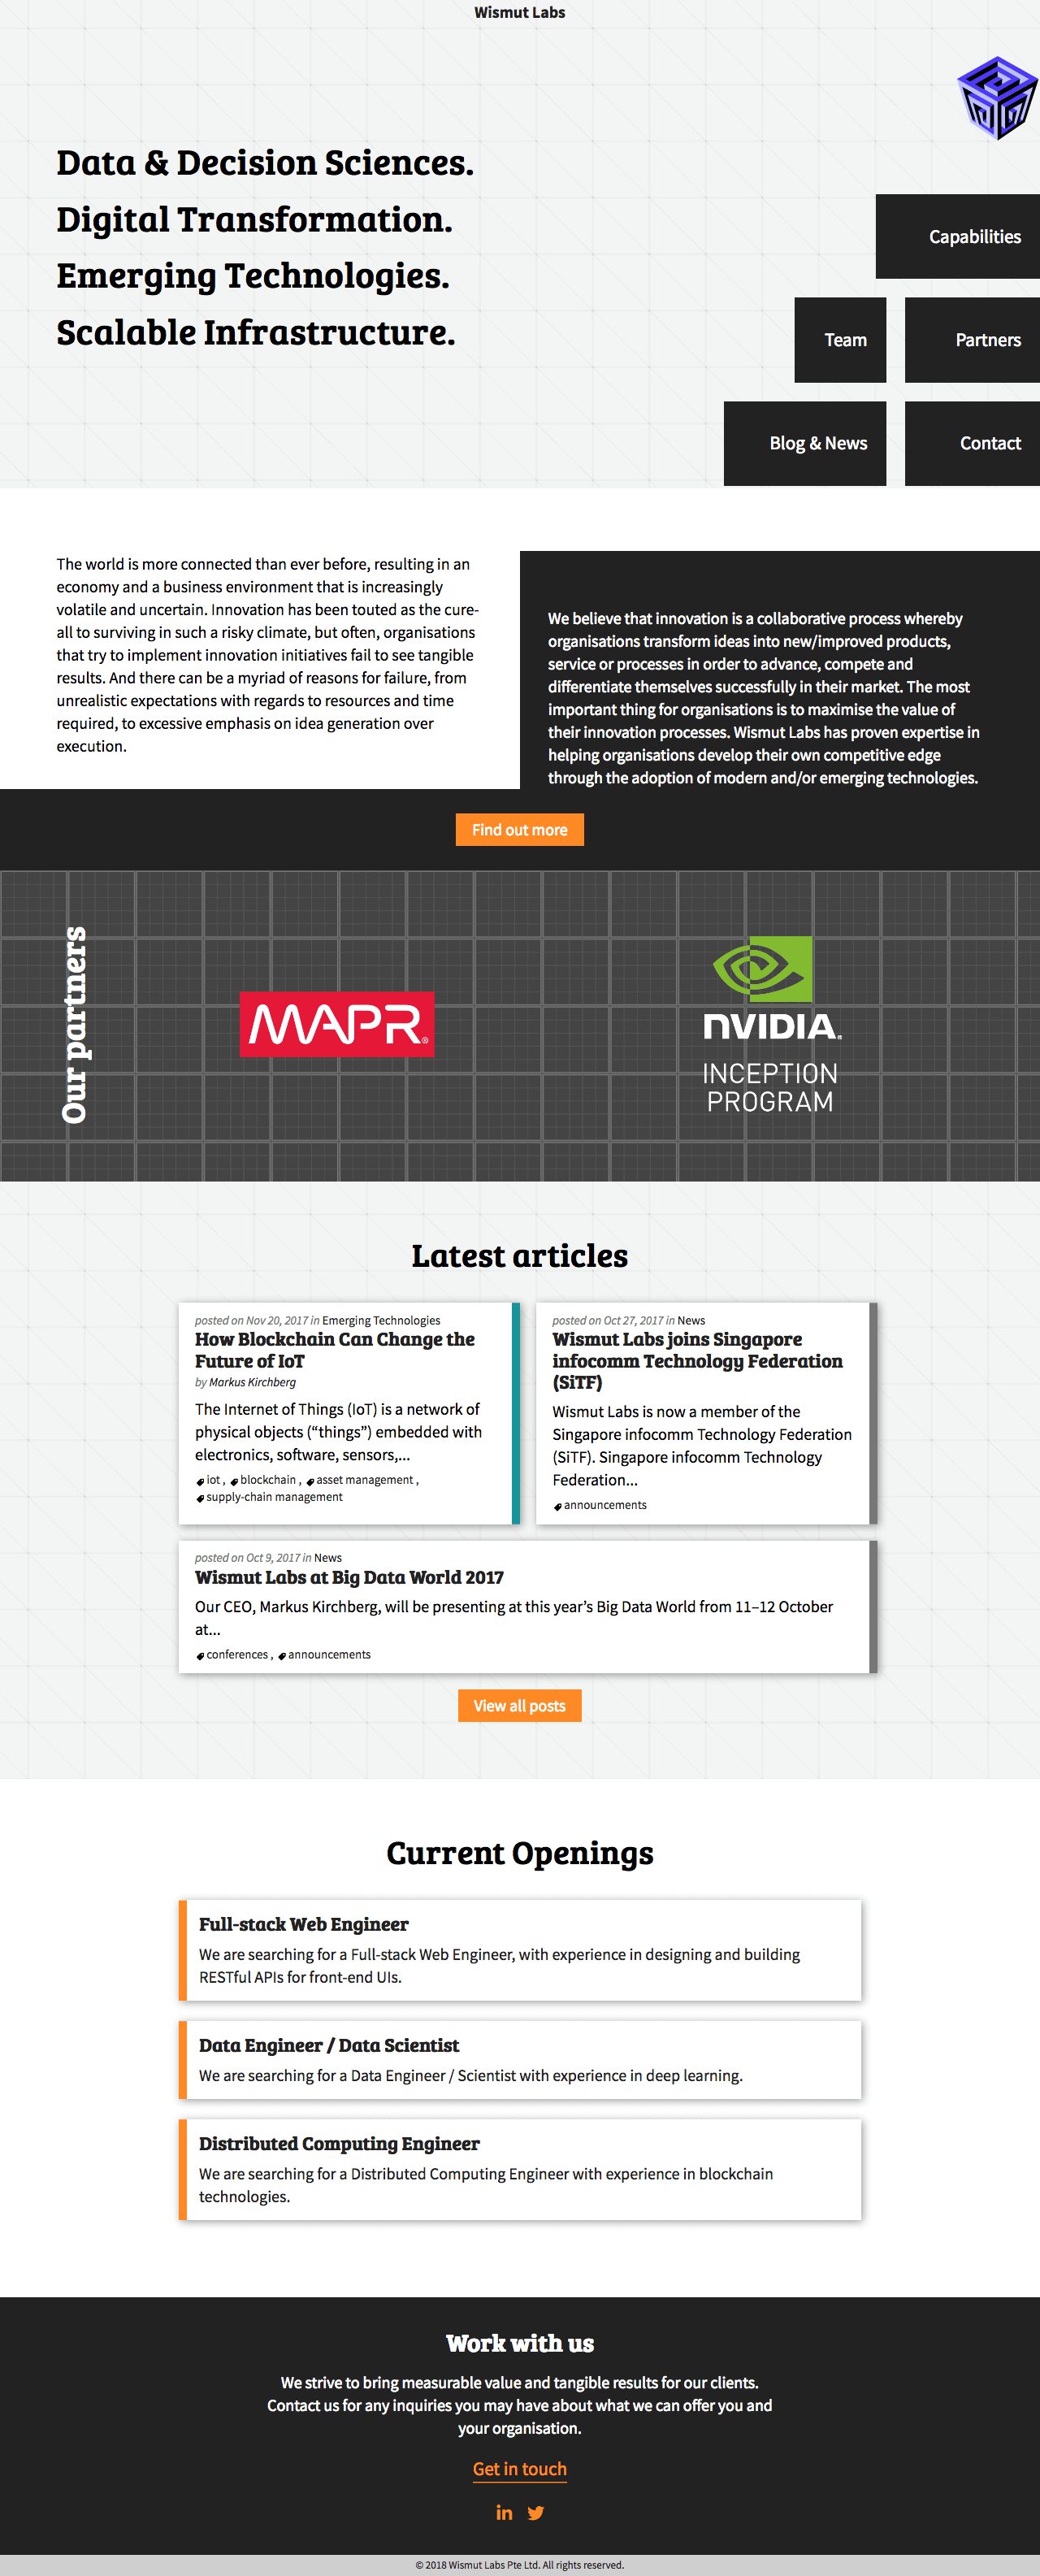 Wismut Labs
Data & Decision Sciences.
Digital Transformation.
Emerging Technologies.
Scalable Infrastructure.
Capabilities
Team
Partners
Blog & News
Contact
The world is more connected than ever before, resulting in an
economy and a business environment that is increasingly
volatile and uncertain. Innovation has been touted as the cure-
all to surviving in such a risky climate, but often, organisations
that try to implement innovation initiatives fail to see tangible
results. And there can be a myriad of reasons for failure, from
unrealistic expectations with regards to resources and time
required, to excessive emphasis on idea generation over
execution.
We believe that innovation is a collaborative process whereby
organisations transform ideas into new/improved products,
service or processes in order to advance, compete and
differentiate themselves successfully in their market. The most
important thing for organisations is to maximise the value of
their innovation processes. Wismut Labs has proven expertise in
helping organisations develop their own competitive edge
through the adoption of modern and/or emerging technologies.
Find out more
Our partners
MAPR®
NVIDIA®
INCEPTION
PROGRAM
Latest articles
posted on Nov 20, 2017 in Emerging Technologies
How Blockchain Can Change the
Future of IoT
by Markus Kirchberg
The Internet of Things (IoT) is a network of
physical objects (“things”) embedded with
electronics, software, sensors,...
iot , blockchain , asset management ,
supply-chain management
posted on Oct 27, 2017 in News
Wismut Labs joins Singapore
infocomm Technology Federation
(SiTF)
Wismut Labs is now a member of the
Singapore infocomm Technology Federation
(SiTF). Singapore infocomm Technology
Federation...
announcements
posted on Oct 9, 2017 in News
Wismut Labs at Big Data World 2017
Our CEO, Markus Kirchberg, will be presenting at this year’s Big Data World from 11–12 October
at...
conferences , announcements
View all posts
Current Openings
Full-stack Web Engineer
We are searching for a Full-stack Web Engineer, with experience in designing and building
RESTful APIs for front-end UIs.
Data Engineer / Data Scientist
We are searching for a Data Engineer / Scientist with experience in deep learning.
Distributed Computing Engineer
We are searching for a Distributed Computing Engineer with experience in blockchain
technologies.
Work with us
We strive to bring measurable value and tangible results for our clients.
Contact us for any inquiries you may have about what we can offer you and
your organisation.
Get in touch
in
© 2018 Wismut Labs Pte Ltd. All rights reserved.